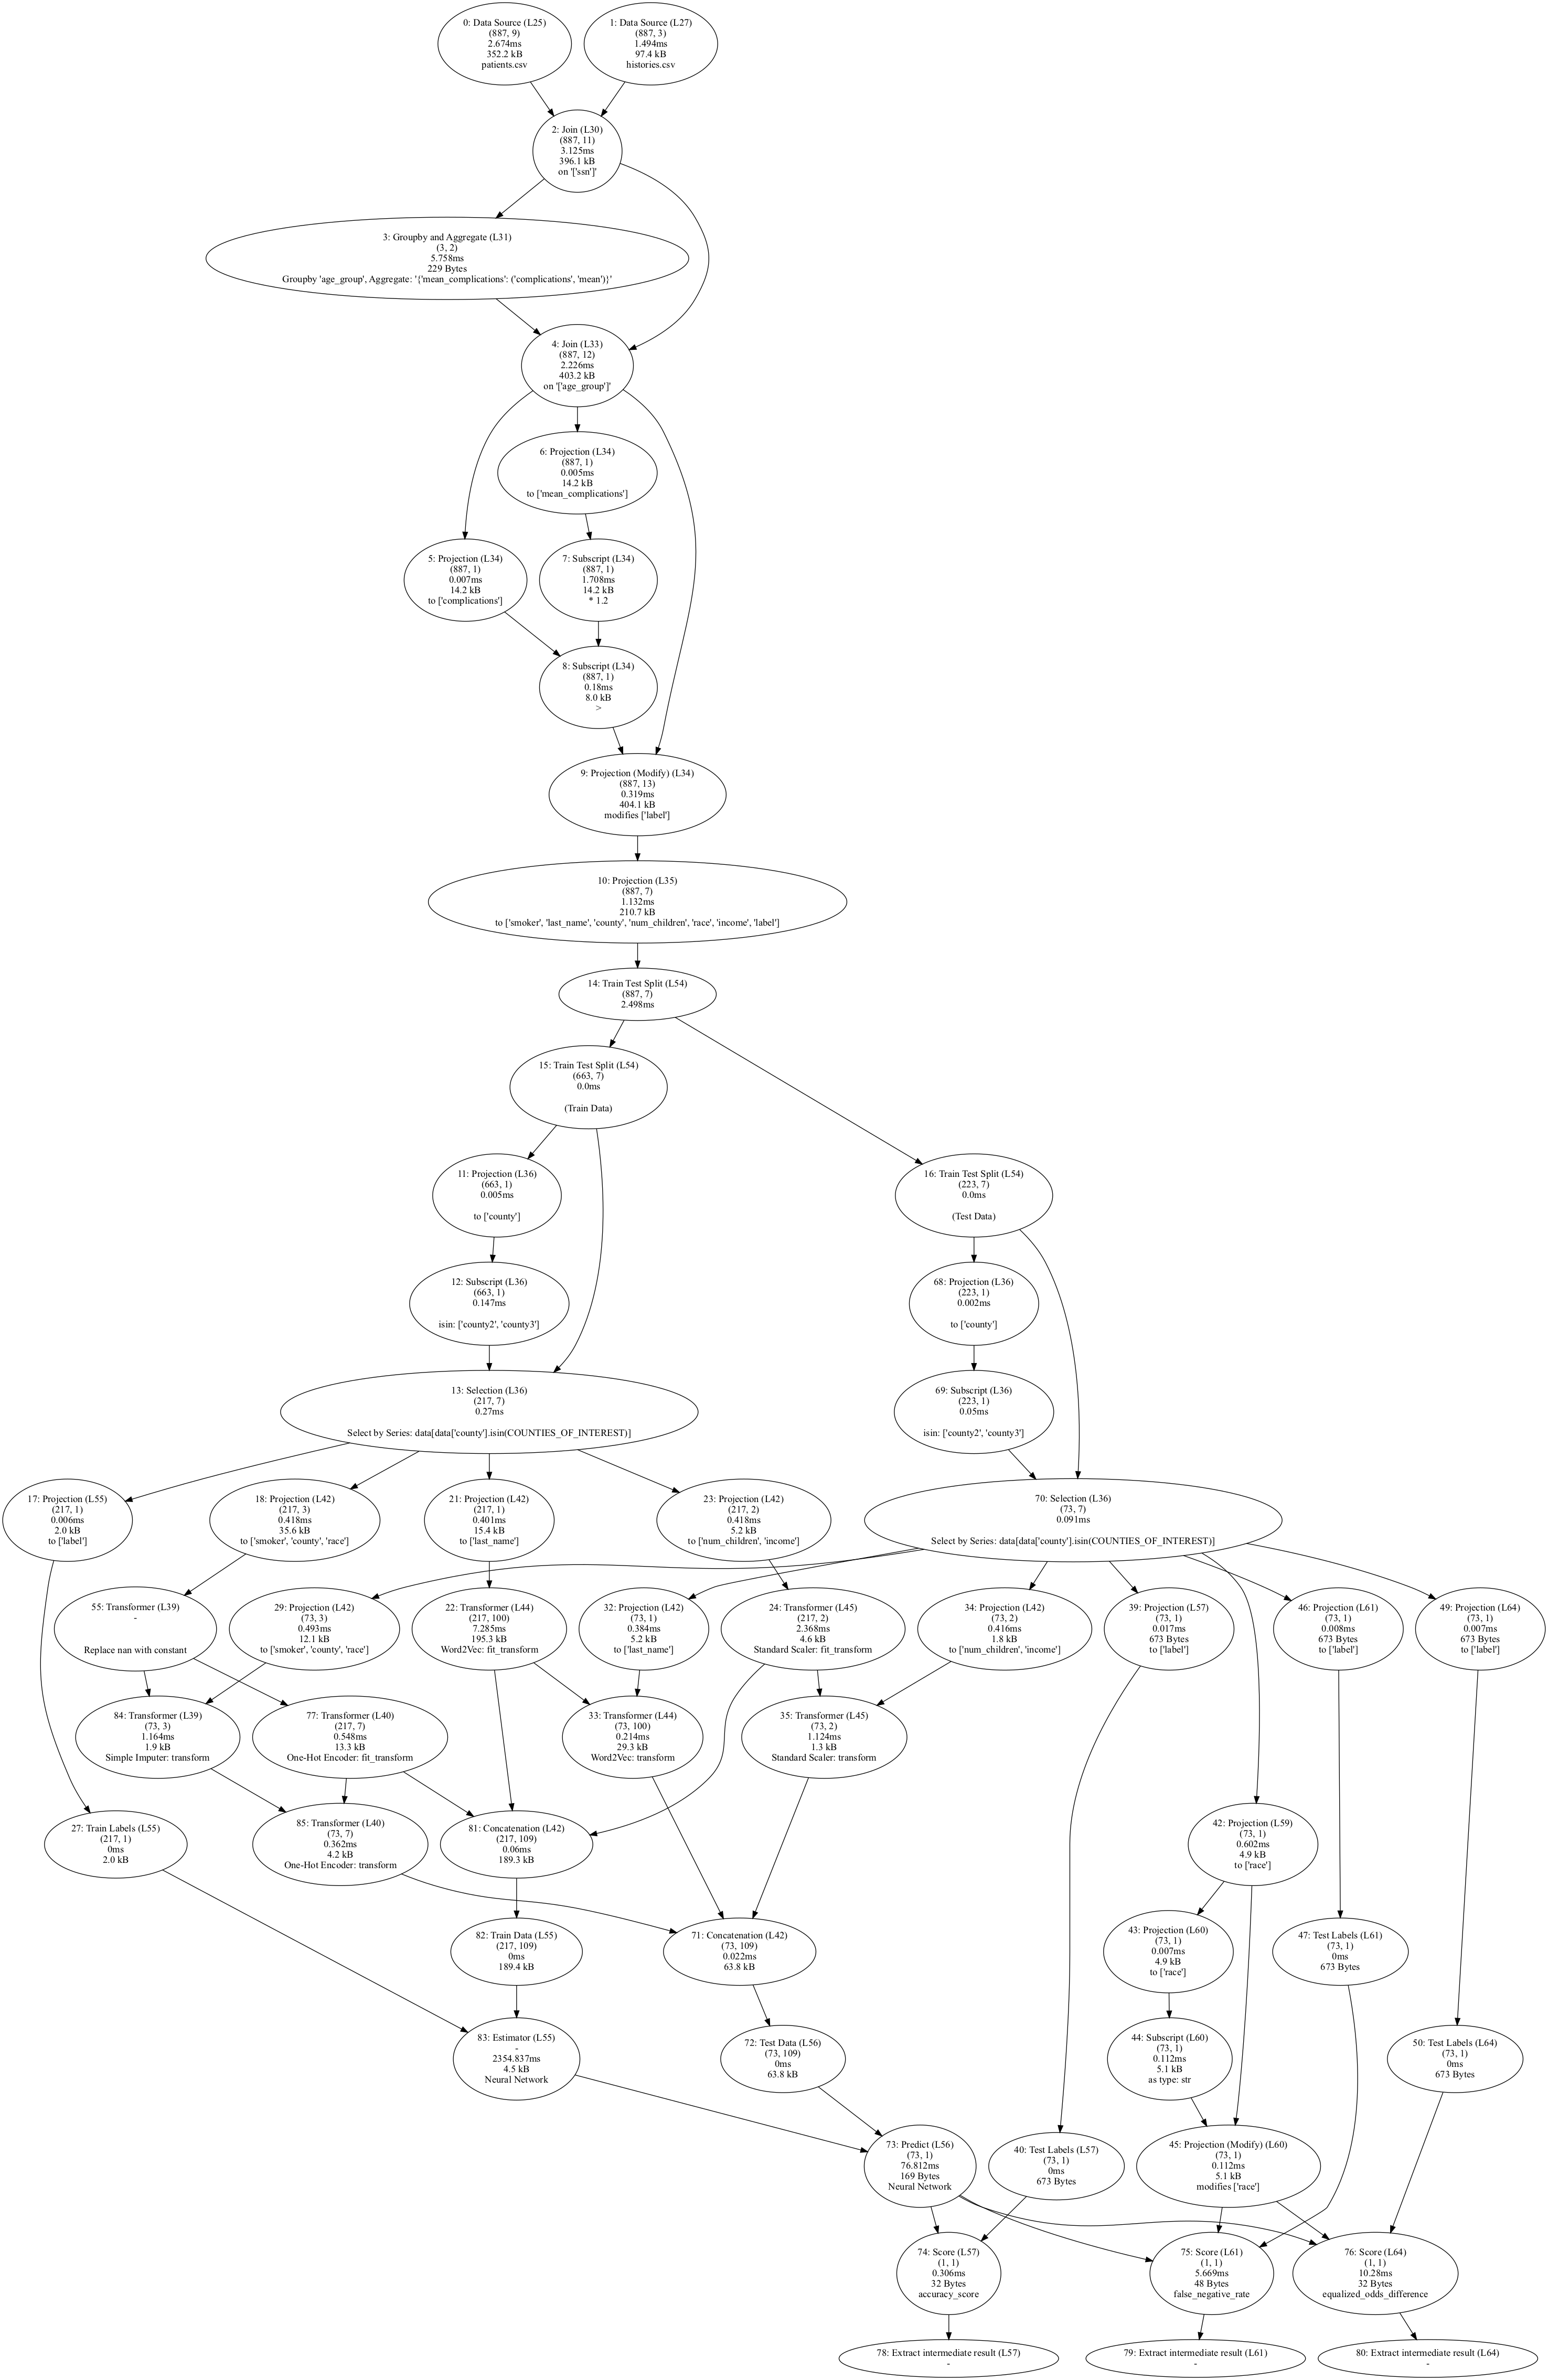 0: Data Source (L25)
(887, 9)
2.674ms
352.2 kB
patients.csv
1: Data Source (L27)
(887, 3)
1.494ms
97.4 kB
histories.csv
2: Join (L30)
(887, 11)
3.125ms
396.1 kB
on '['ssn']'
3: Groupby and Aggregate (L31)
(3, 2)
5.758ms
229 Bytes
Groupby 'age_group', Aggregate: '{'mean_complications': ('complications', 'mean')}'
4: Join (L33)
(887, 12)
2.226ms
403.2 kB
on '['age_group']'
6: Projection (L34)
(887, 1)
0.005ms
14.2 kB
to ['mean_complications']
5: Projection (L34)
(887, 1)
0.007ms
14.2 kB
to ['complications']
7: Subscript (L34)
(887, 1)
1.708ms
14.2 kB
* 1.2
8: Subscript (L34)
(887, 1)
0.18ms
8.0 kB
>
9: Projection (Modify) (L34)
(887, 13)
0.319ms
404.1 kB
modifies ['label']
10: Projection (L35)
(887, 7)
1.132ms
210.7 kB
to ['smoker', 'last_name', 'county', 'num_children', 'race', 'income', 'label']
14: Train Test Split (L54)
(887, 7)
2.498ms
15: Train Test Split (L54)
(663, 7)
0.0ms
(Train Data)
11: Projection (L36)
(663, 1)
0.005ms
to ['county']
16: Train Test Split (L54)
(223, 7)
0.0ms
(Test Data)
12: Subscript (L36)
(663, 1)
0.147ms
isin: ['county2', 'county3']
68: Projection (L36)
(223, 1)
0.002ms
to ['county']
13: Selection (L36)
(217, 7)
0.27ms
Select by Series: data[data['county'].isin(COUNTIES_OF_INTEREST)]
69: Subscript (L36)
(223, 1)
0.05ms
isin: ['county2', 'county3']
17: Projection (L55)
(217, 1)
0.006ms
2.0 kB
to ['label']
18: Projection (L42)
(217, 3)
0.418ms
35.6 kB
to ['smoker', 'county', 'race']
21: Projection (L42)
(217, 1)
0.401ms
15.4 kB
to ['last_name']
23: Projection (L42)
(217, 2)
0.418ms
5.2 kB
to ['num_children', 'income']
70: Selection (L36)
(73, 7)
0.091ms
Select by Series: data[data['county'].isin(COUNTIES_OF_INTEREST)]
55: Transformer (L39)
-
Replace nan with constant
29: Projection (L42)
(73, 3)
0.493ms
12.1 kB
to ['smoker', 'county', 'race']
22: Transformer (L44)
(217, 100)
7.285ms
195.3 kB
Word2Vec: fit_transform
32: Projection (L42)
(73, 1)
0.384ms
5.2 kB
to ['last_name']
24: Transformer (L45)
(217, 2)
2.368ms
4.6 kB
Standard Scaler: fit_transform
34: Projection (L42)
(73, 2)
0.416ms
1.8 kB
to ['num_children', 'income']
39: Projection (L57)
(73, 1)
0.017ms
673 Bytes
to ['label']
46: Projection (L61)
(73, 1)
0.008ms
673 Bytes
to ['label']
49: Projection (L64)
(73, 1)
0.007ms
673 Bytes
to ['label']
84: Transformer (L39)
(73, 3)
1.164ms
1.9 kB
Simple Imputer: transform
77: Transformer (L40)
(217, 7)
0.548ms
13.3 kB
One-Hot Encoder: fit_transform
33: Transformer (L44)
(73, 100)
0.214ms
29.3 kB
Word2Vec: transform
35: Transformer (L45)
(73, 2)
1.124ms
1.3 kB
Standard Scaler: transform
27: Train Labels (L55)
(217, 1)
0ms
2.0 kB
85: Transformer (L40)
(73, 7)
0.362ms
4.2 kB
One-Hot Encoder: transform
81: Concatenation (L42)
(217, 109)
0.06ms
189.3 kB
42: Projection (L59)
(73, 1)
0.602ms
4.9 kB
to ['race']
82: Train Data (L55)
(217, 109)
0ms
189.4 kB
71: Concatenation (L42)
(73, 109)
0.022ms
63.8 kB
43: Projection (L60)
(73, 1)
0.007ms
4.9 kB
to ['race']
47: Test Labels (L61)
(73, 1)
0ms
673 Bytes
83: Estimator (L55)
-
2354.837ms
4.5 kB
Neural Network
72: Test Data (L56)
(73, 109)
0ms
63.8 kB
44: Subscript (L60)
(73, 1)
0.112ms
5.1 kB
as type: str
50: Test Labels (L64)
(73, 1)
0ms
673 Bytes
73: Predict (L56)
(73, 1)
76.812ms
169 Bytes
Neural Network
40: Test Labels (L57)
(73, 1)
0ms
673 Bytes
45: Projection (Modify) (L60)
(73, 1)
0.112ms
5.1 kB
modifies ['race']
74: Score (L57)
(1, 1)
0.306ms
32 Bytes
accuracy_score
75: Score (L61)
(1, 1)
5.669ms
48 Bytes
false_negative_rate
76: Score (L64)
(1, 1)
10.28ms
32 Bytes
equalized_odds_difference
78: Extract intermediate result (L57)
-
79: Extract intermediate result (L61)
-
80: Extract intermediate result (L64)
-